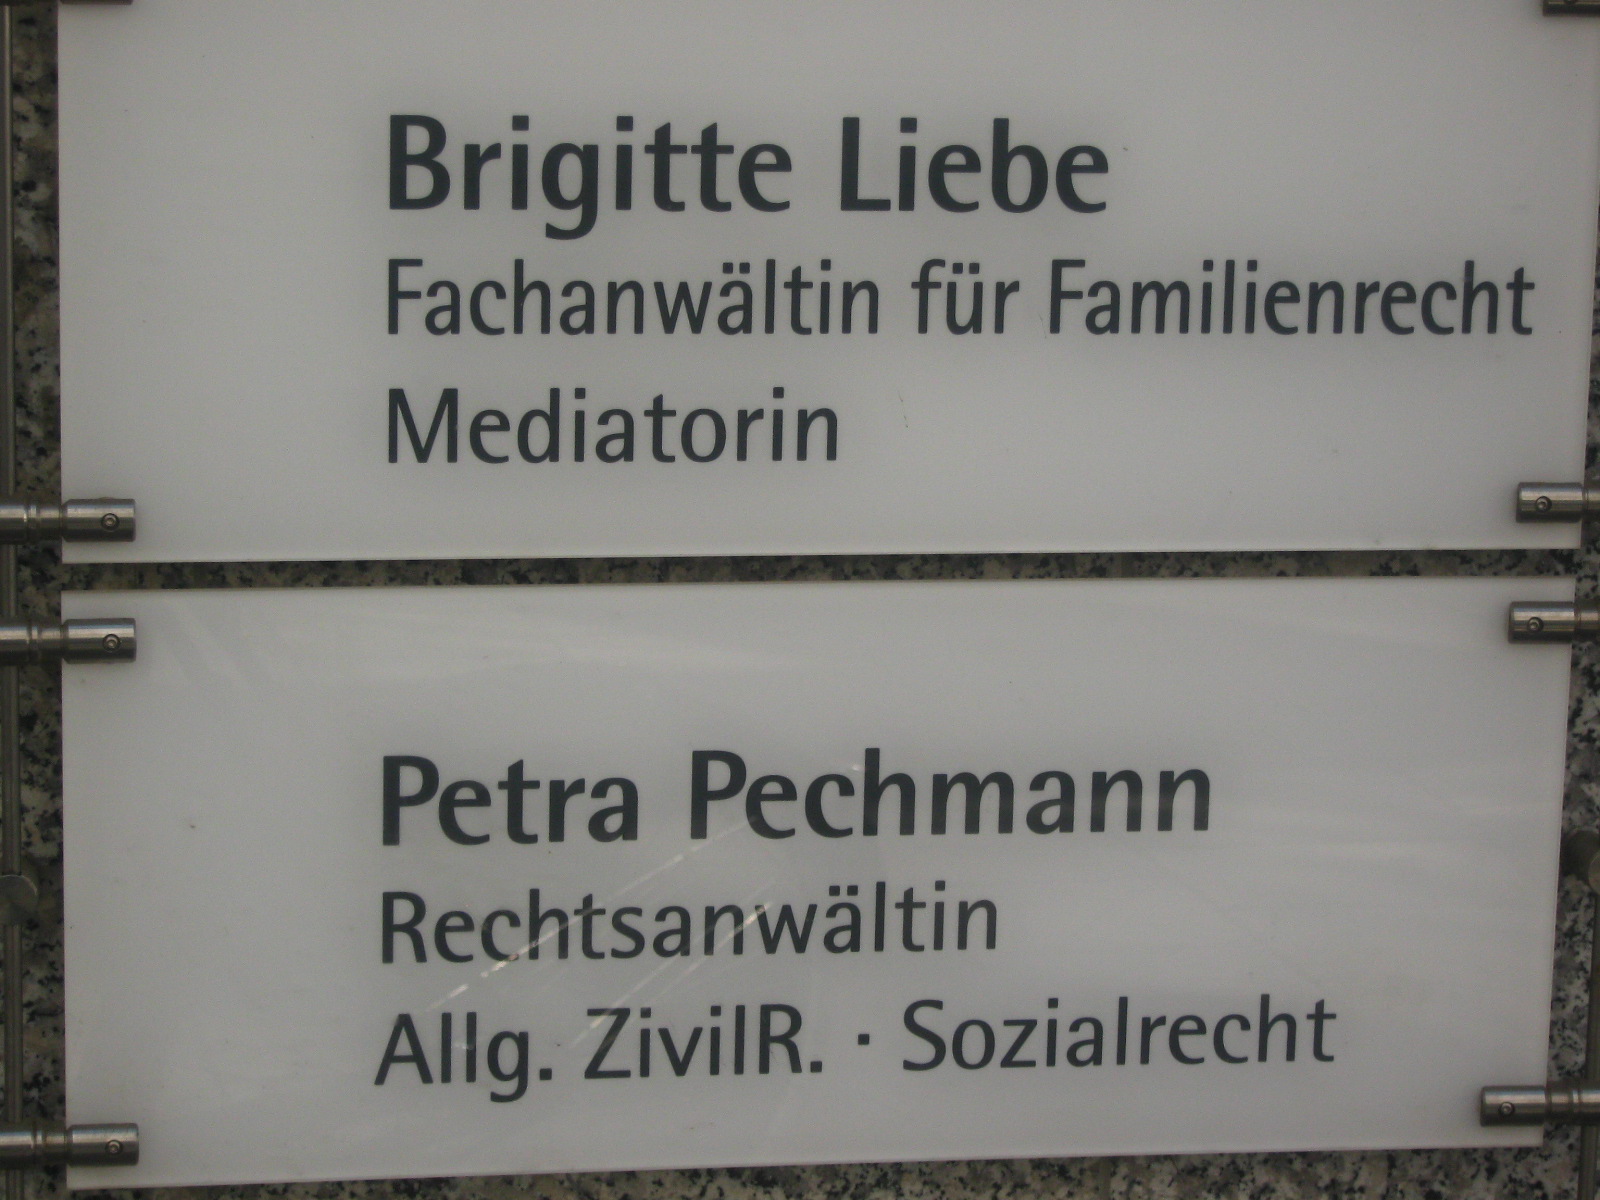 Brigitte Liebe
Fachanwältin für Familienrecht
Mediatorin
Petra Pechmann
Rechtsanwältin
Allg. ZivilR. · Sozialrecht